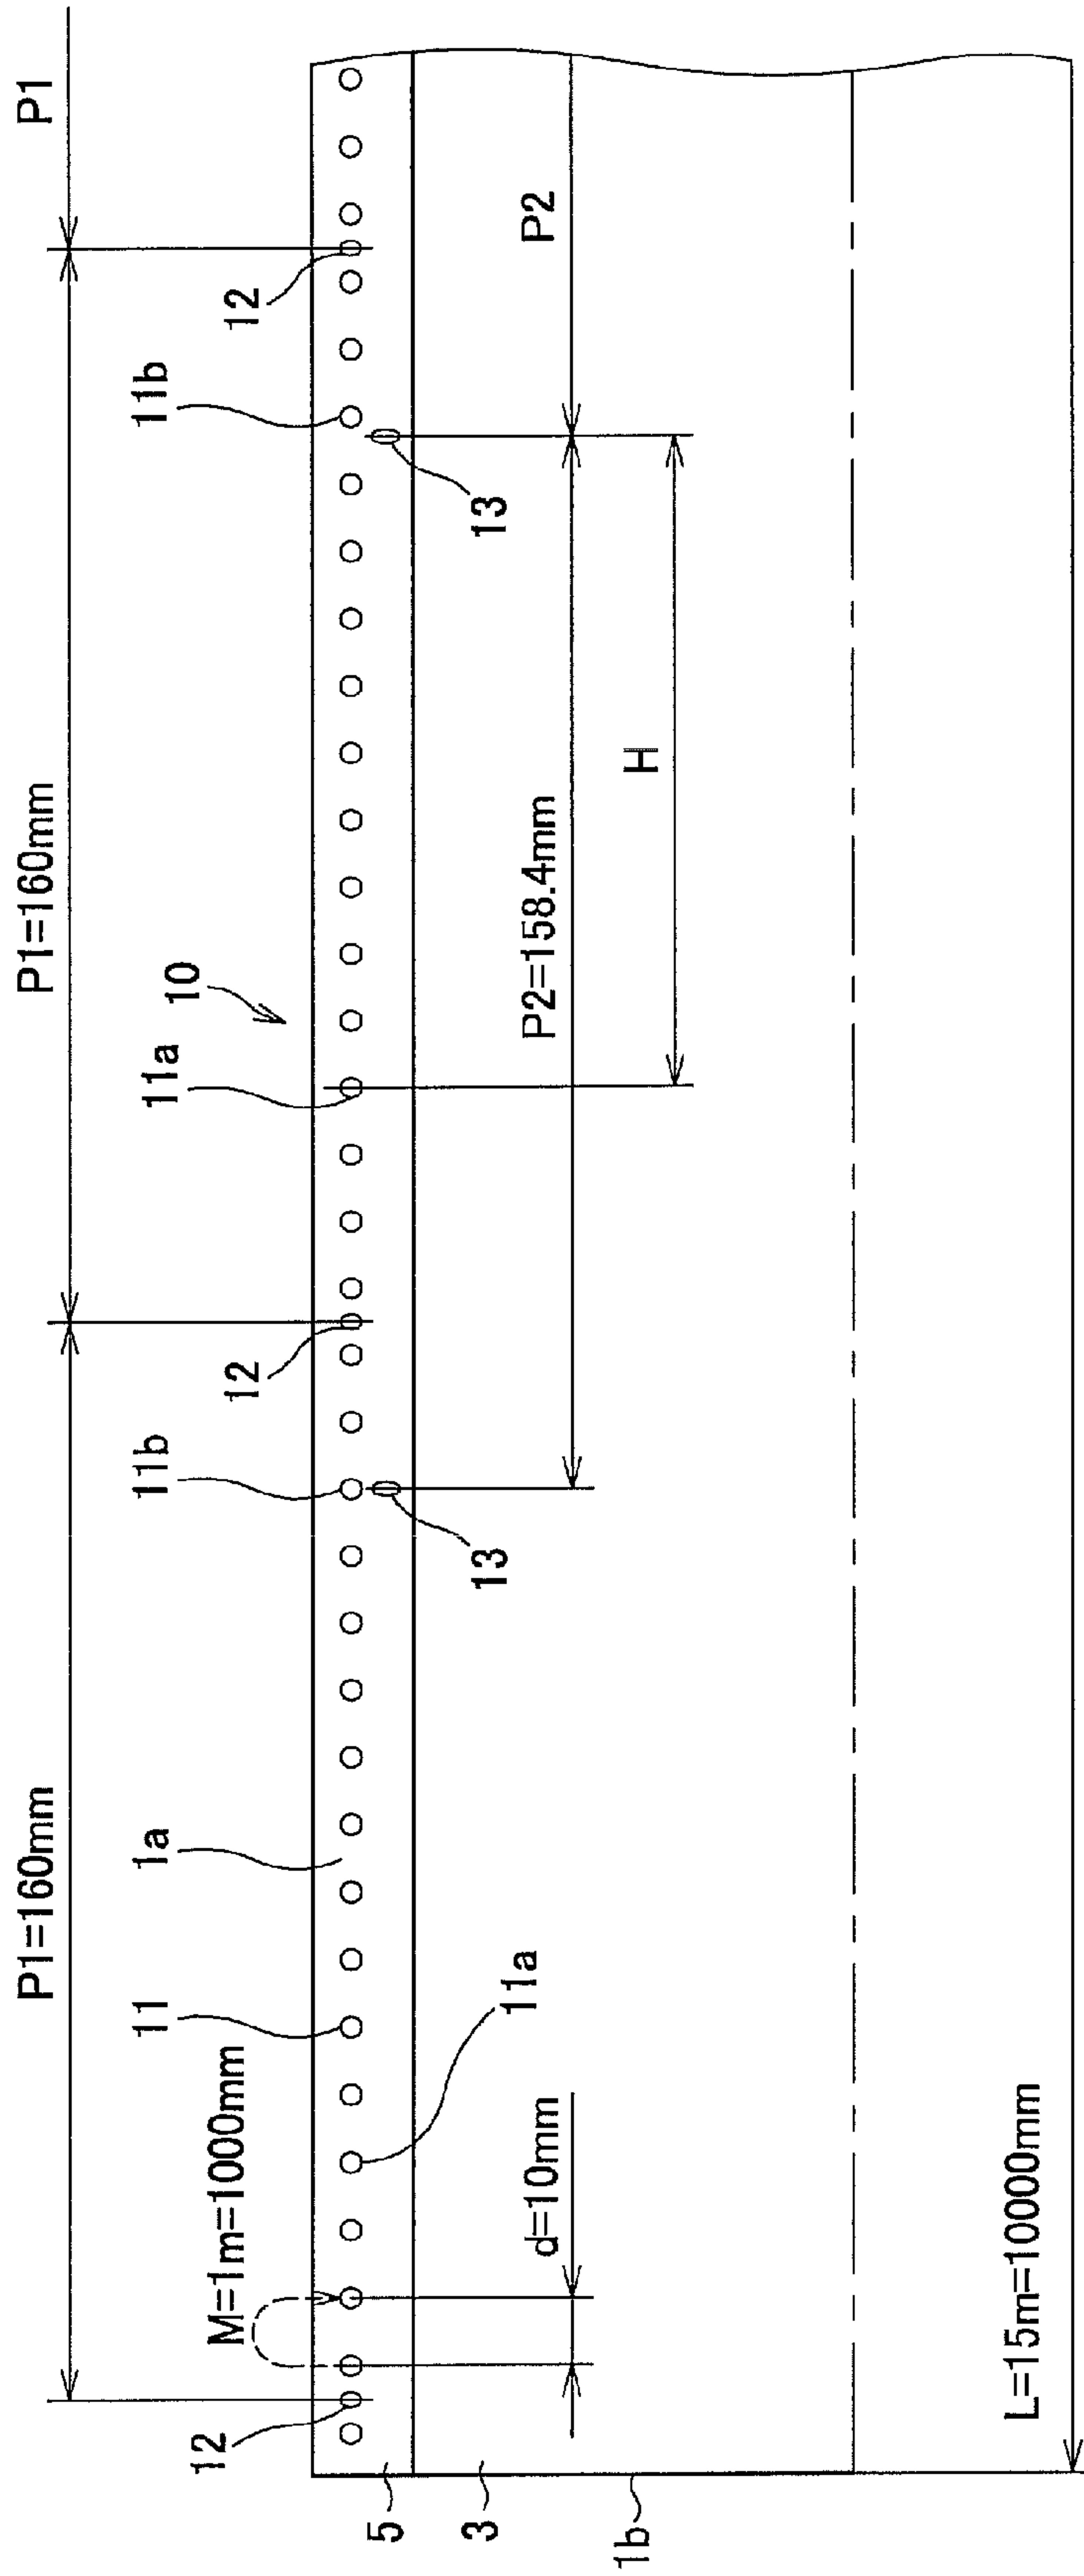 P1=160mm
P1=160mm
P1
11
1a
11b
11a
10
11b
12
M=1m=1000mm
12
12
5
3
13
13
11a
d=10mm
P2=158.4mm
P2
1b
H
L=15m=10000mm